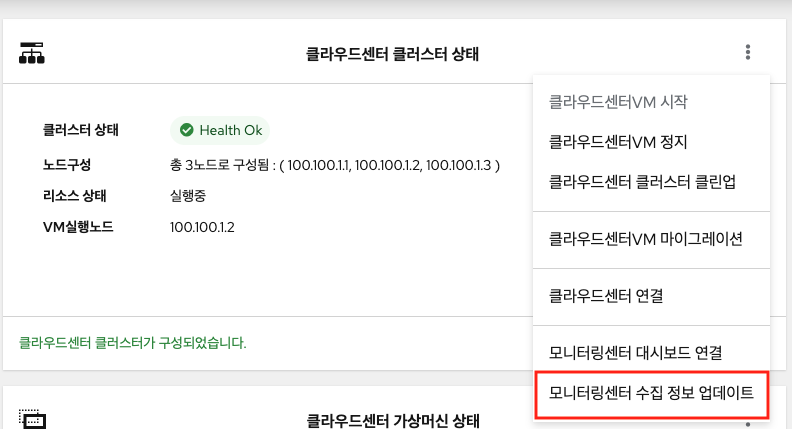 클라우드센터 클러스터 상태
클라우드센터VM 시작
클라우드센터VM 정지
클라우드센터 클러스터 클린업
클라우드센터VM 마이그레이션
클라우드센터 연결
모니터링센터 대시보드 연결
모니터링센터 수집 정보 업데이트
클러스터 상태 Health Ok
노드구성 총 3노드로 구성됨 : ( 100.100.1.1, 100.100.1.2, 100.100.1.3 )
리소스 상태 실행중
VM실행노드 100.100.1.2
클라우드센터 클러스터가 구성되었습니다.
클라우드센터 가상머신 상태